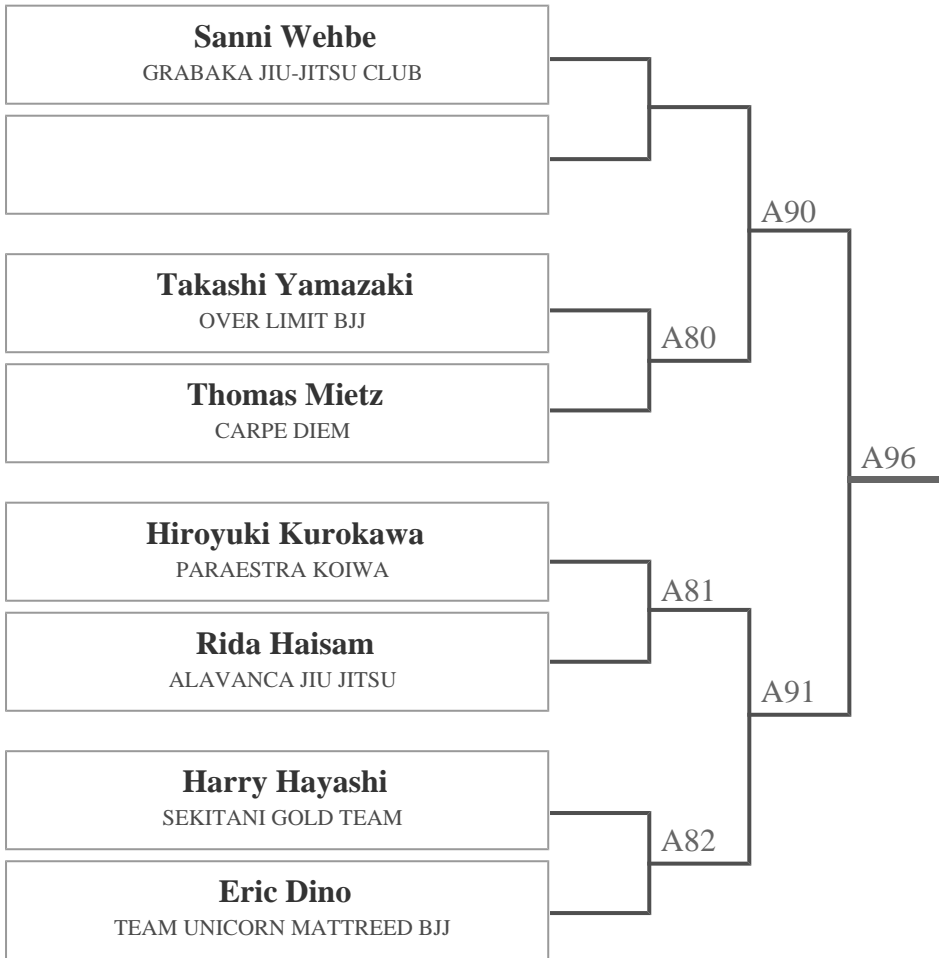 Sanni Wehbe
GRABAKA JIU-JITSU CLUB
A90
Takashi Yamazaki
OVER LIMIT BJJ
A80
Thomas Mietz
CARPE DIEM
A96
Hiroyuki Kurokawa
PARAESTRA KOIWA
A81
Rida Haisam
ALAVANCA JIU JITSU
A91
Harry Hayashi
SEKITANI GOLD TEAM
A82
Eric Dino
TEAM UNICORN MATTREED BJJ